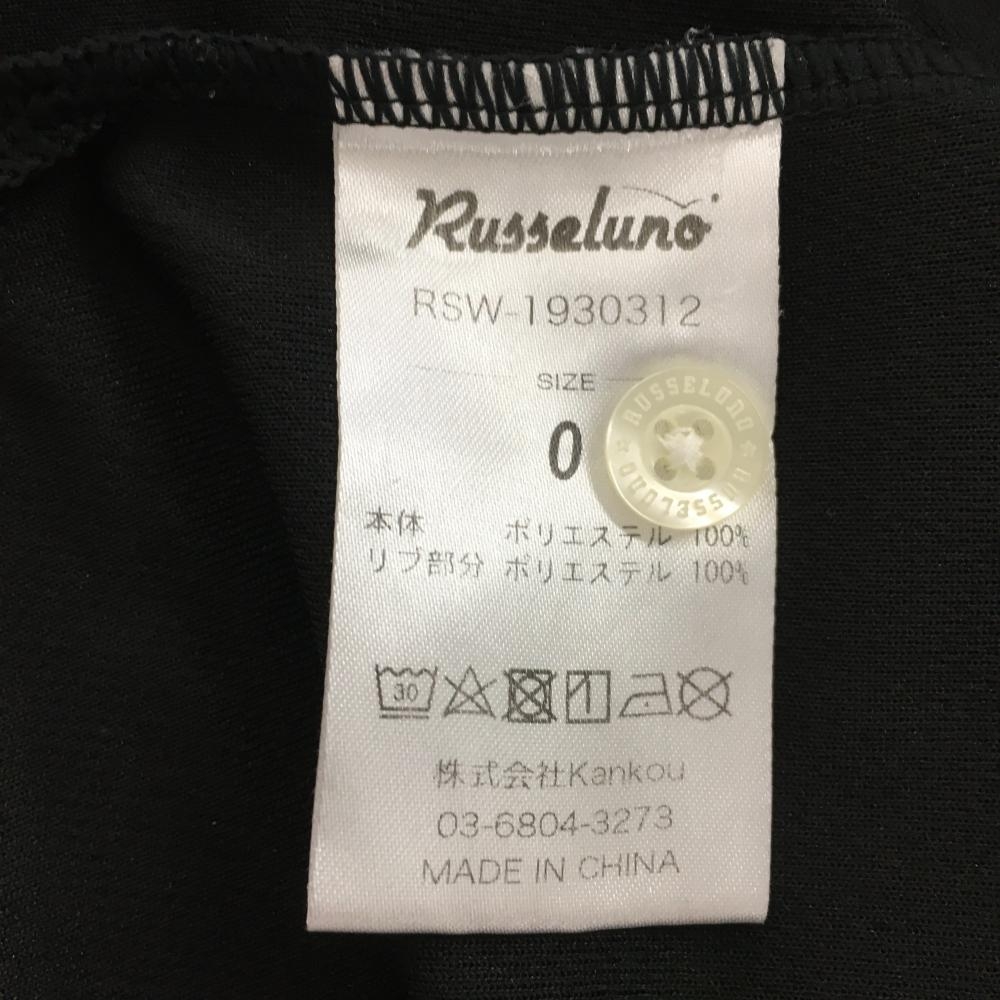 Russeluno
RSW-1930312
SIZE
0
RUSSELUNO ★ RUSSELUNO ★
本体 ポリエステル 100%
リブ部分 ポリエステル 100%
30
株式会社Kankou
03-6804-3273
MADE IN CHINA